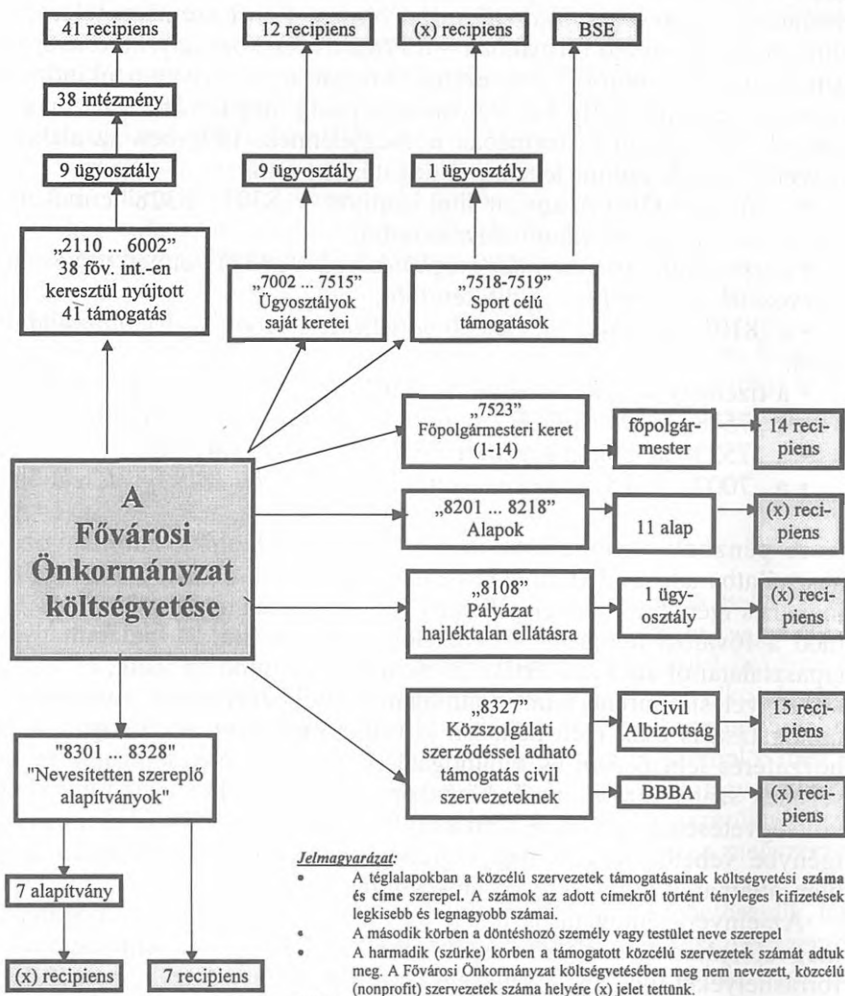 41 recipiens
12 recipiens
(x) recipiens
BSE
38 intézmény
9 ügyosztály
9 ügyosztály
1 ügyosztály
„2110 ... 6002”
38 főv. int.-en
keresztül nyújtott
41 támogatás
„7002 ... 7515”
Ügyosztályok
saját keretei
„7518-7519”
Sport célú
támogatások
„7523”
Főpolgármesteri keret
(1-14)
főpolgár-
mester
14 reci-
piens
A
Fővárosi
Önkormányzat
költségvetése
„8201 ... 8218”
Alapok
11 alap
(x) reci-
piens
„8108”
Pályázat
hajléktalan ellátásra
1 ügy-
osztály
(x) reci-
piens
„8327”
Közszolgálati
szerződéssel adható
támogatás civil
szervezeteknek
Civil
Albizottság
15 reci-
piens
BBBA
(x) reci-
piens
"8301 ... 8328"
"Nevesítetten szereplő
alapítványok"
7 alapítvány
(x) recipiens
7 recipiens
Jelmagyarázat:
• A téglalapokban a közcélú szervezetek támogatásainak költségvetési száma
és címe szerepel. A számok az adott címekről történt tényleges kifizetések
legkisebb és legnagyobb számai.
• A második körben a döntéshozó személy vagy testület neve szerepel
• A harmadik (szürke) körben a támogatott közcélú szervezetek számát adtuk
meg. A Fővárosi Önkormányzat költségvetésében meg nem nevezett, közcélú
(nonprofit) szervezetek száma helyére (x) jelet tettünk.